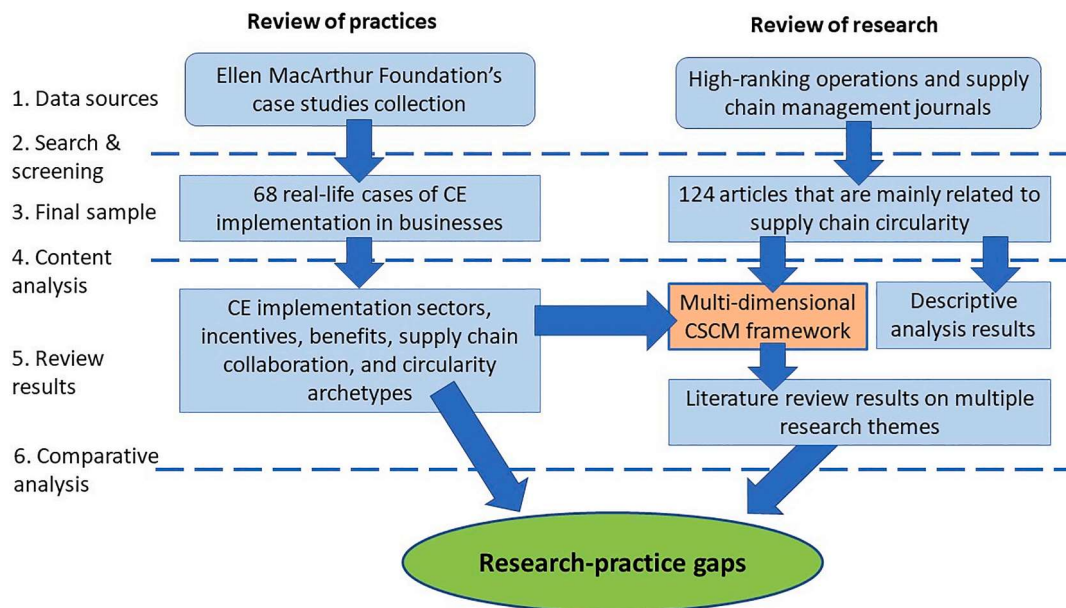 Review of practices
Review of research
1. Data sources
Ellen MacArthur Foundation's
case studies collection
High-ranking operations and supply
chain management journals
2. Search &
screening
3. Final sample
68 real-life cases of CE
implementation in businesses
124 articles that are mainly related to
supply chain circularity
4. Content
analysis
5. Review
results
CE implementation sectors,
incentives, benefits, supply chain
collaboration, and circularity
archetypes
Multi-dimensional
CSCM framework
Descriptive
analysis results
Literature review results on multiple
research themes
6. Comparative
analysis
Research-practice gaps